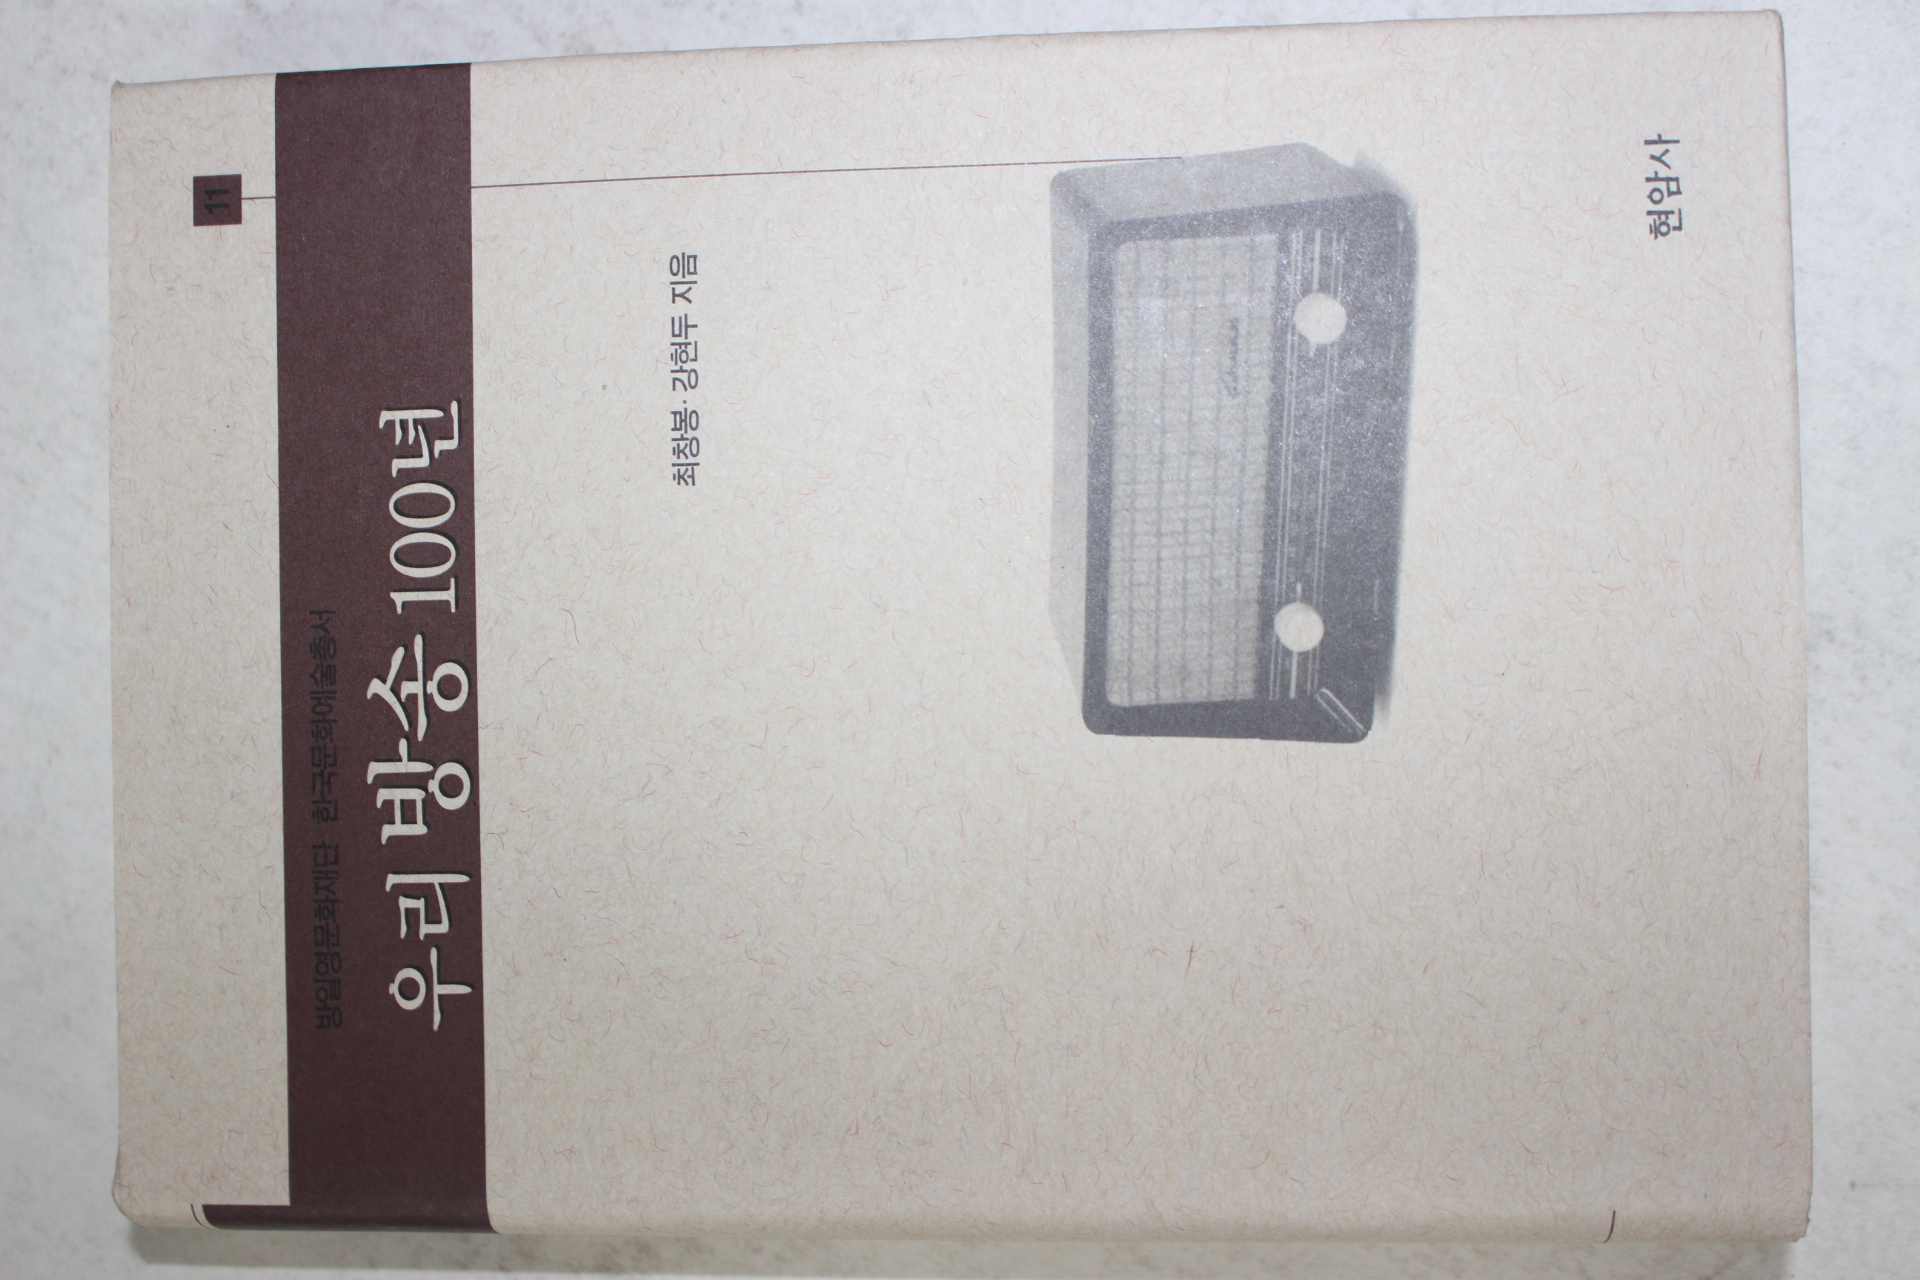 11
방일영문화재단 한국문화예술총서
우리 방송 100년
최창봉·강현두 지음
현암사